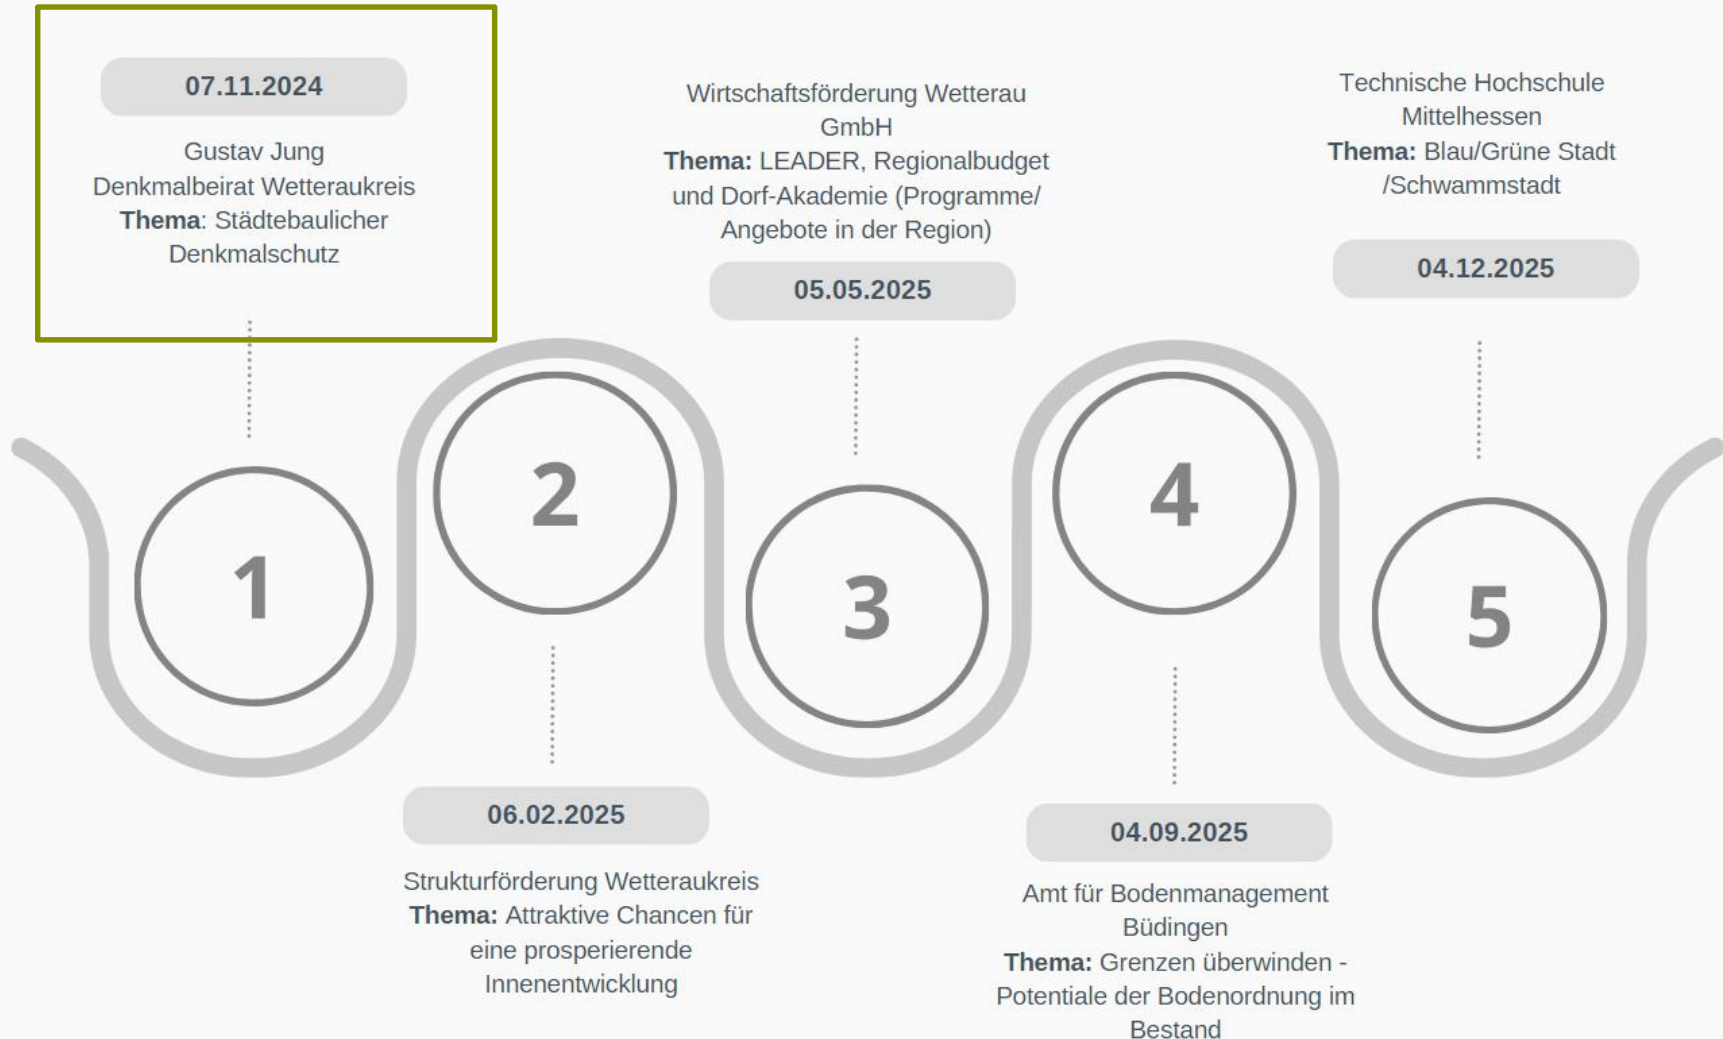 07.11.2024
Gustav Jung
Denkmalbeirat Wetteraukreis
Thema: Städtebaulicher
Denkmalschutz
1
2
06.02.2025
Strukturförderung Wetteraukreis
Thema: Attraktive Chancen für
eine prosperierende
Innenentwicklung
Wirtschaftsförderung Wetterau
GmbH
Thema: LEADER, Regionalbudget
und Dorf-Akademie (Programme/
Angebote in der Region)
05.05.2025
3
4
04.09.2025
Amt für Bodenmanagement
Büdingen
Thema: Grenzen überwinden -
Potentiale der Bodenordnung im
Bestand
Technische Hochschule
Mittelhessen
Thema: Blau/Grüne Stadt
/Schwammstadt
04.12.2025
5